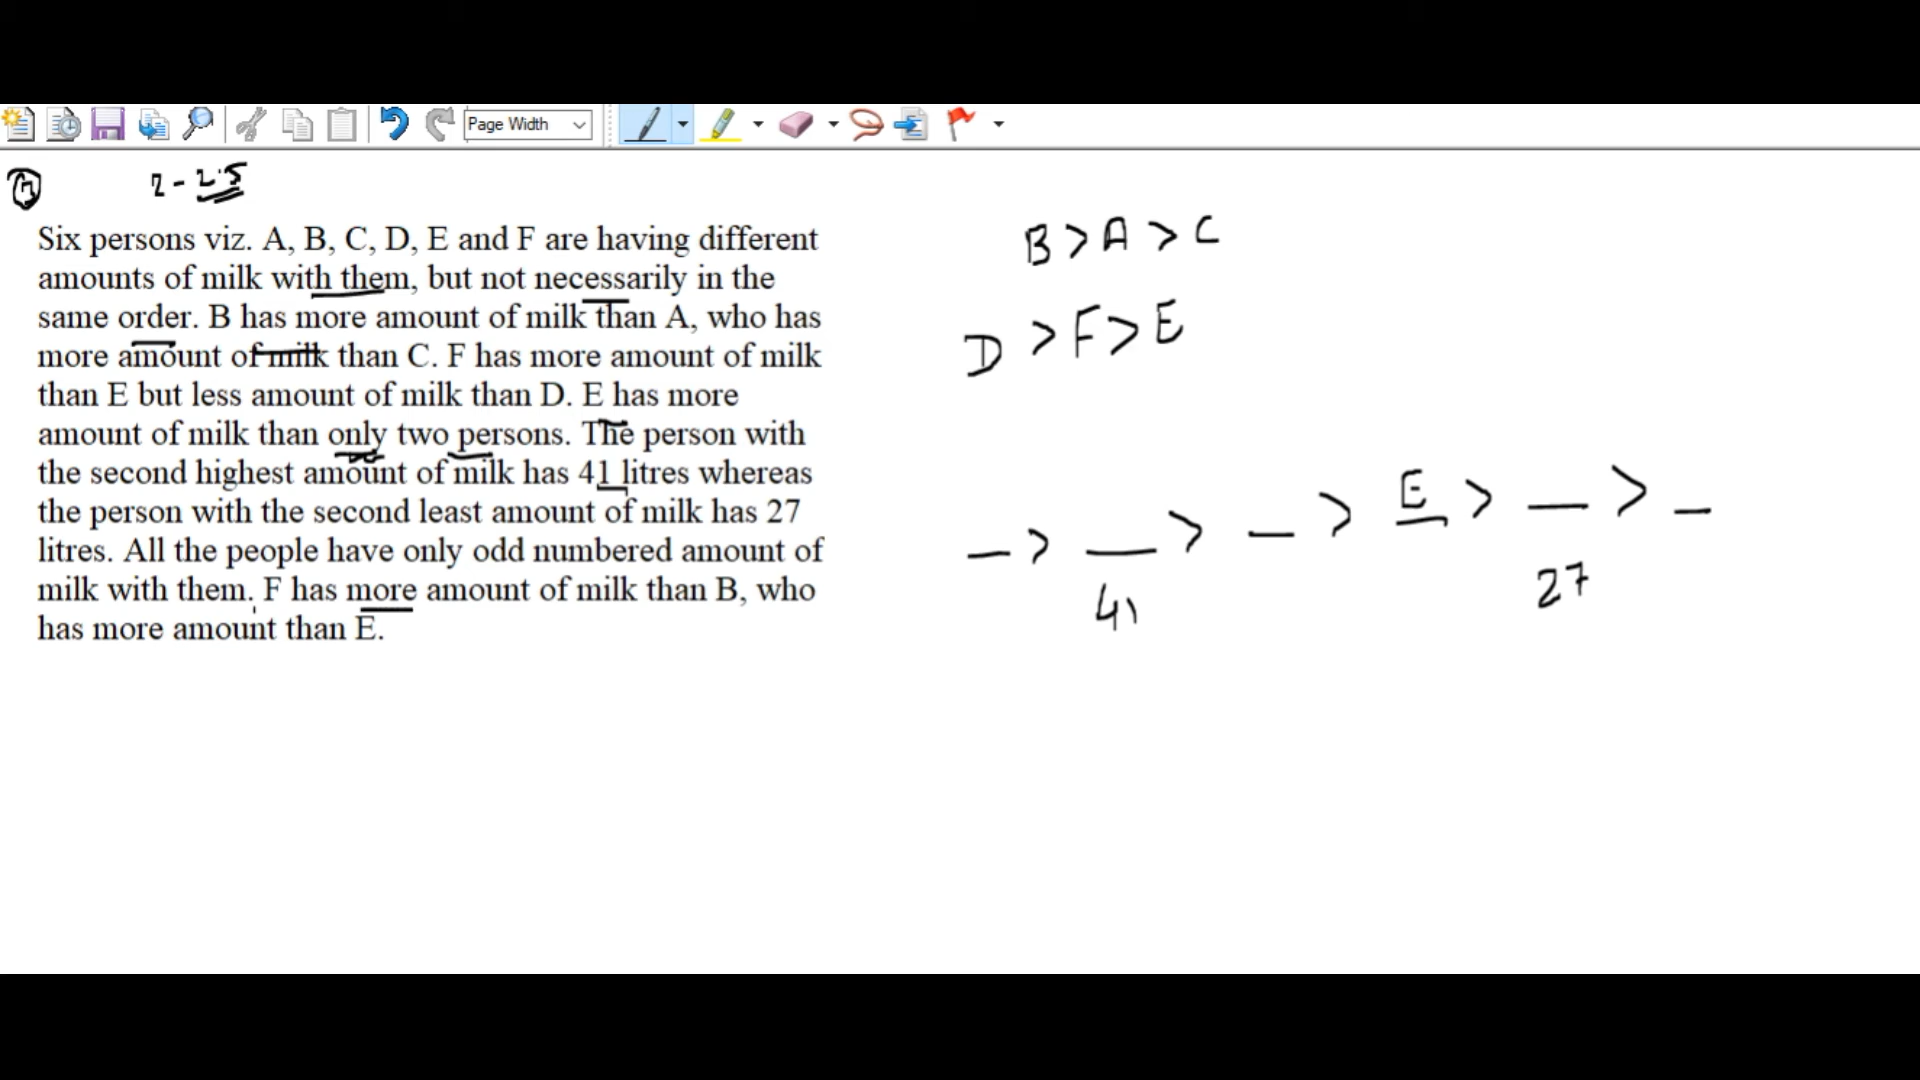 Page Width
2 - 2.5
Six persons viz. A, B, C, D, E and F are having different
amounts of milk with them, but not necessarily in the
same order. B has more amount of milk than A, who has
more amount of milk than C. F has more amount of milk
than E but less amount of milk than D. E has more
amount of milk than only two persons. The person with
the second highest amount of milk has 41 litres whereas
the person with the second least amount of milk has 27
litres. All the people have only odd numbered amount of
milk with them. F has more amount of milk than B, who
has more amount than E.
B > A > C
D > F > E
_ > _ > _ > E > _ > _
41 27